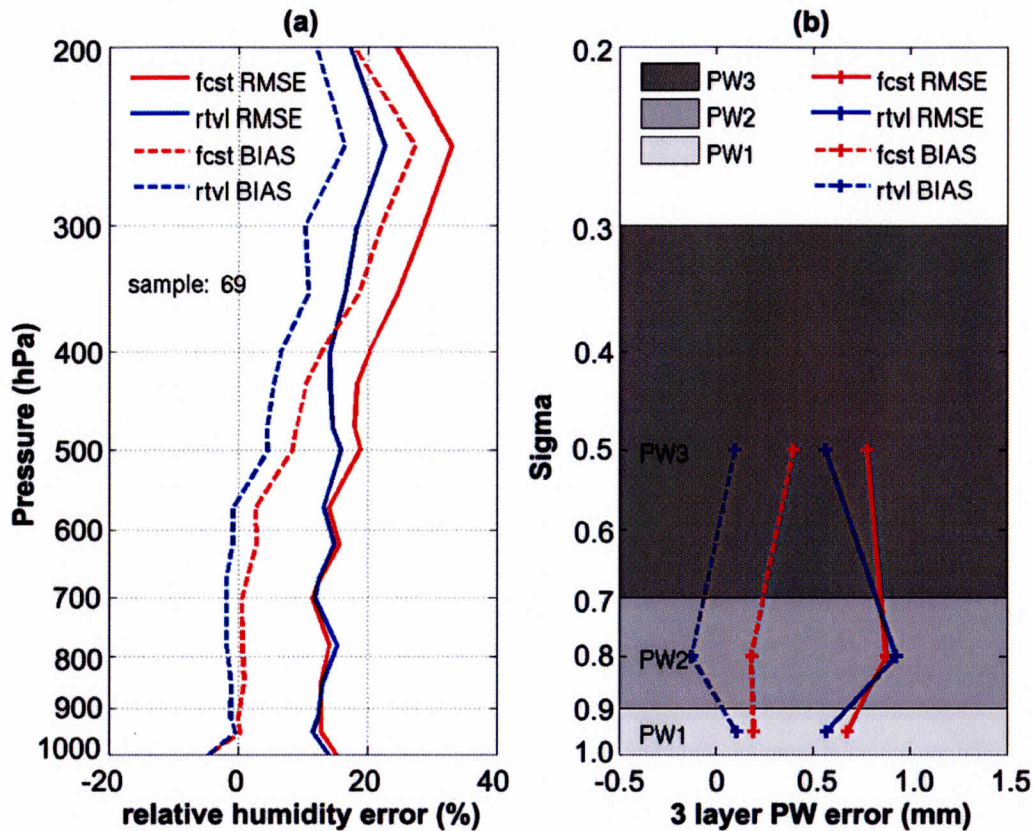 (a)
200
300
400
500
600
700
800
900
1000
Pressure (hPa)
fcst RMSE
rtvl RMSE
fcst BIAS
rtvl BIAS
sample: 69
-20
0
20
40
relative humidity error (%)
(b)
0.2
0.3
0.4
0.5
0.6
0.7
0.8
0.9
1.0
Sigma
PW3
PW2
PW1
fcst RMSE
rtvl RMSE
fcst BIAS
rtvl BIAS
PW3
PW2
PW1
-0.5
0
0.5
1.0
1.5
3 layer PW error (mm)